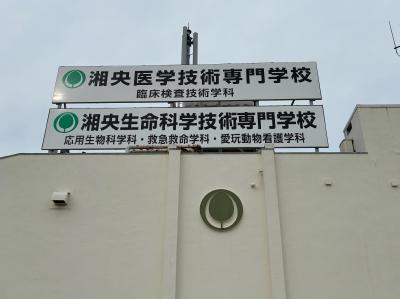 湘央医学技術専門学校
臨床検査技術学科
湘央生命科学技術専門学校
応用生物科学科・救急救命学科・愛玩動物看護学科